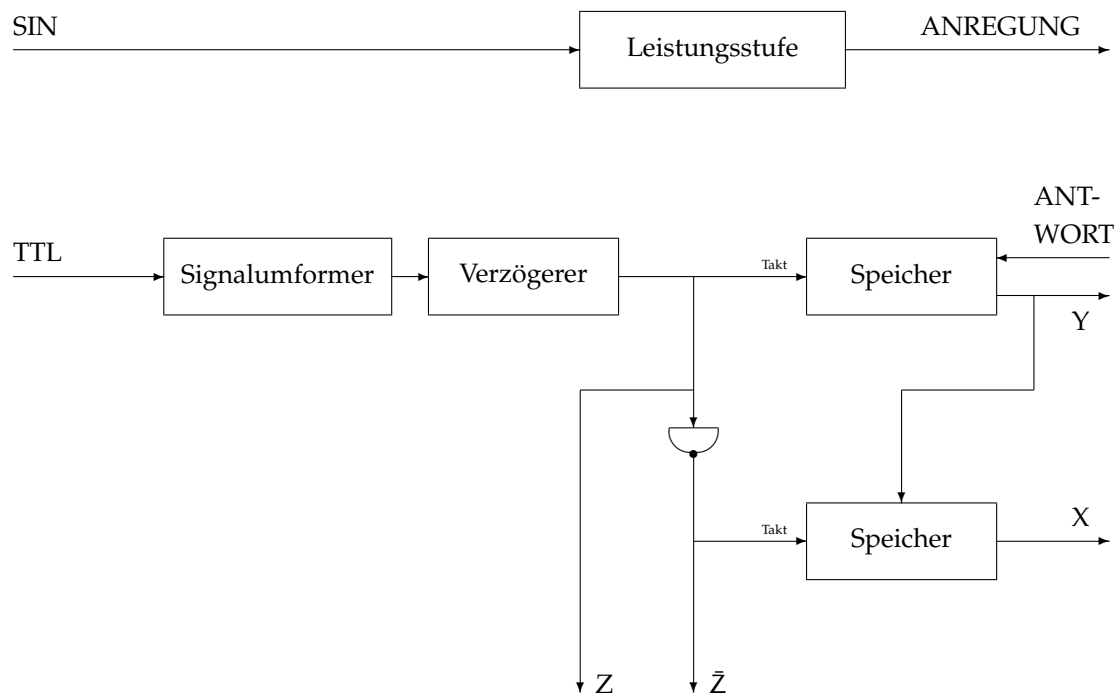 SIN
Leistungsstufe
ANREGUNG
ANT-
WORT
TTL
Signalumformer
Verzögerer
Takt
Speicher
Y
Takt
Speicher
X
Z
Z̄